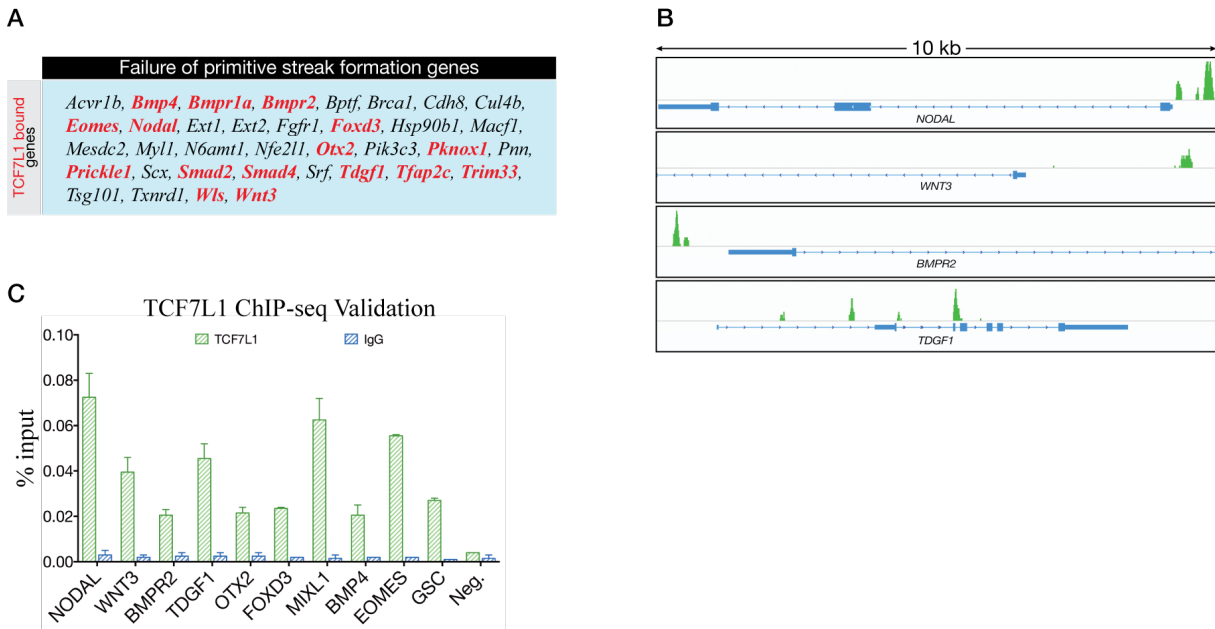 A
Failure of primitive streak formation genes
TCF7L1 bound
genes
Acvr1b, Bmp4, Bmpr1a, Bmpr2, Bptf, Brca1, Cdh8, Cul4b,
Eomes, Nodal, Ext1, Ext2, Fgfr1, Foxd3, Hsp90b1, Macf1,
Mesdc2, Myl1, N6amt1, Nfe2l1, Otx2, Pik3c3, Pknox1, Pnn,
Prickle1, Scx, Smad2, Smad4, Srf, Tdgf1, Tfap2c, Trim33,
Tsg101, Txnrd1, Wls, Wnt3
B
10 kb
NODAL
WNT3
BMPR2
TDGF1
C
TCF7L1 ChIP-seq Validation
TCF7L1
IgG
% input
0.10
0.08
0.06
0.04
0.02
0.00
NODAL
WNT3
BMPR2
TDGF1
OTX2
FOXD3
MIXL1
BMP4
EOMES
GSC
Neg.